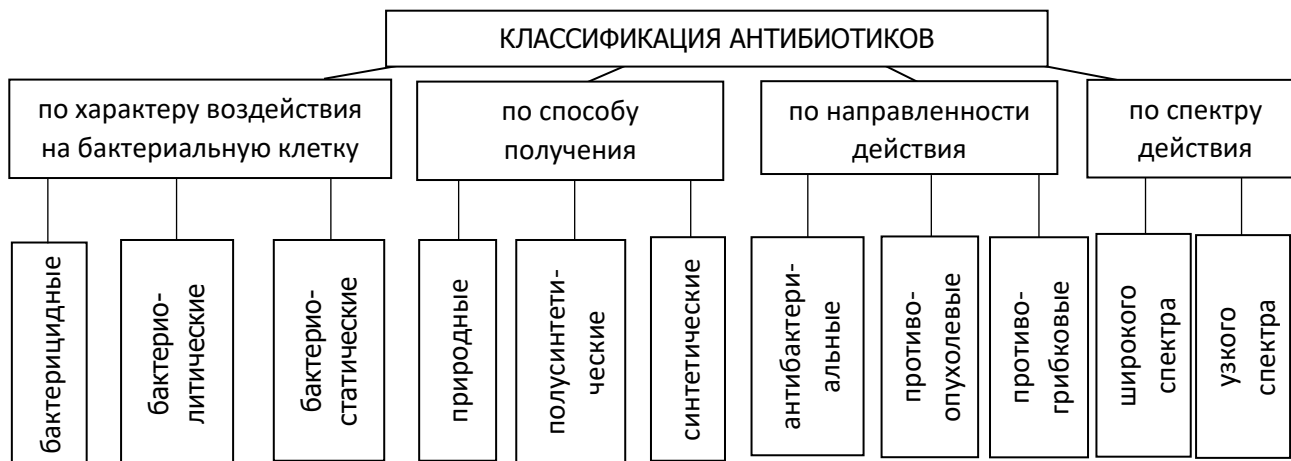 КЛАССИФИКАЦИЯ АНТИБИОТИКОВ
по характеру воздействия
на бактериальную клетку
по способу
получения
по направленности
действия
по спектру
действия
бактерицидные
бактерио-
литические
бактерио-
статические
природные
полусинтети-
ческие
синтетические
антибактери-
альные
противо-
опухолевые
противо-
грибковые
широкого
спектра
узкого
спектра